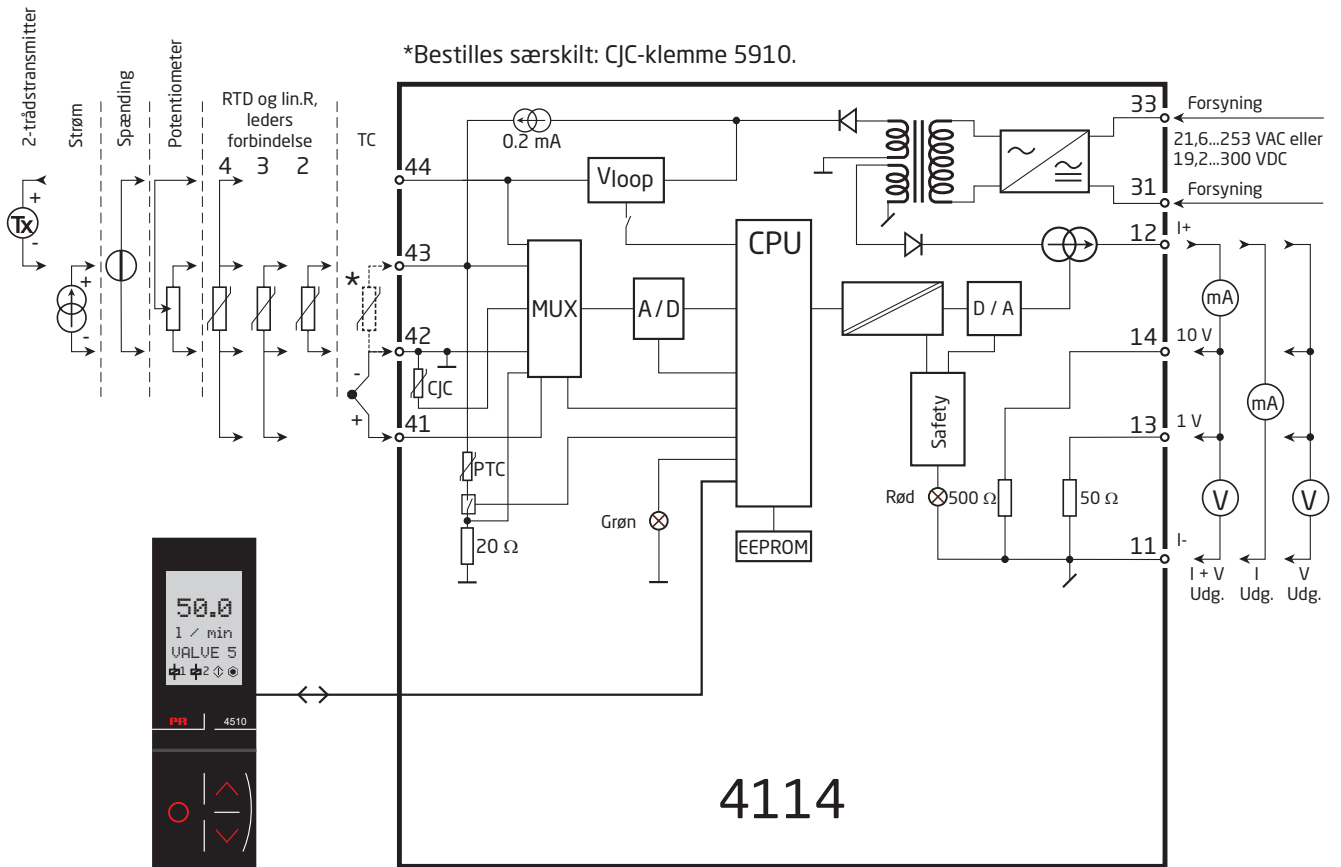 *Bestilles særskilt: CJC-klemme 5910.
2-trådstransmitter
Strøm
Spænding
Potentiometer
RTD og lin.R,
leders
forbindelse
4 3 2
TC
Tx
+
-
+
-
*
-
+
44
43
42
41
0.2 mA
Vloop
MUX
A/D
CPU
EEPROM
CJC
PTC
20 Ω
Grøn
D / A
Safety
Rød
500 Ω
50 Ω
33
Forsyning
21,6...253 VAC eller
19,2...300 VDC
31
Forsyning
12
I+
mA
14
10 V
mA
13
1 V
V
V
11
I-
I + V
Udg.
I
Udg.
V
Udg.
50.0
l / min
VALVE 5
1 2
PR
4510
4114